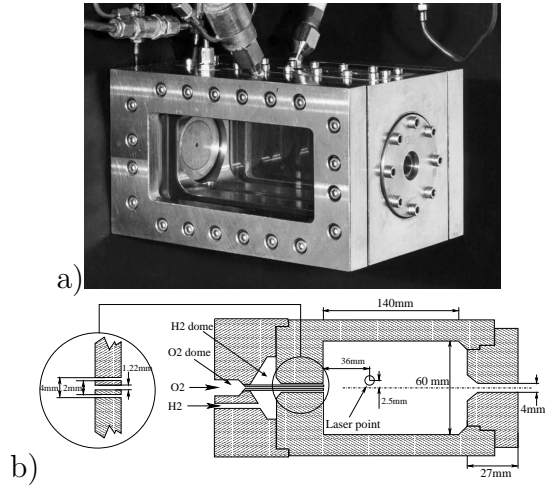 a)
140mm
H2 dome
O2 dome
1.22mm
36mm
4mm
2mm
O2
60 mm
2.5mm
H2
4mm
Laser point
27mm
b)